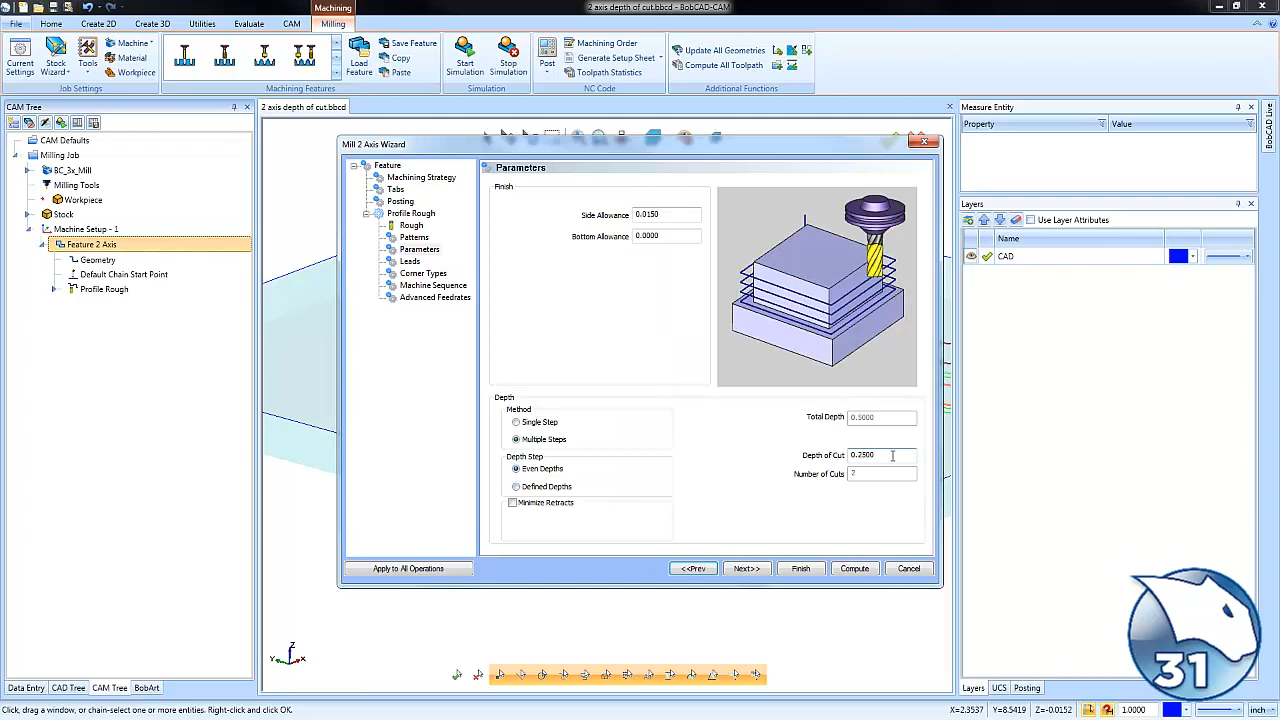 Machining
2 axis depth of cut.bbcd - BobCAD-CAM
File Home Create 2D Create 3D Utilities Evaluate CAM Milling
Current Settings
Stock Wizard
Tools
Machine
Material
Workpiece
Job Settings
Load Feature
Save Feature
Copy
Paste
Machining Features
Start Simulation
Stop Simulation
Simulation
Post
Machining Order
Generate Setup Sheet
Toolpath Statistics
NC Code
Update All Geometries
Compute All Toolpath
Additional Functions
CAM Tree
CAM Defaults
Milling Job
BC_3x_Mill
Milling Tools
Workpiece
Stock
Machine Setup - 1
Feature 2 Axis
Geometry
Default Chain Start Point
Profile Rough
Data Entry CAD Tree CAM Tree BobArt
2 axis depth of cut.bbcd
Mill 2 Axis Wizard
Feature
Machining Strategy
Tabs
Posting
Profile Rough
Rough
Patterns
Parameters
Leads
Corner Types
Machine Sequence
Advanced Feedrates
Parameters
Finish
Side Allowance 0.0150
Bottom Allowance 0.0000
Depth
Method
Single Step
Multiple Steps
Depth Step
Even Depths
Defined Depths
Minimize Retracts
Total Depth 0.5000
Depth of Cut 0.2500
Number of Cuts 2
Apply to All Operations
<<Prev Next>> Finish Compute Cancel
Z
Y X
Measure Entity
Property Value
Layers
Use Layer Attributes
Name
CAD
BobCAD Live
31
Layers UCS Posting
Click, drag a window, or chain-select one or more entities. Right-click and click OK.
X=2.3537 Y=8.5419 Z=-0.0152 1.0000 inch